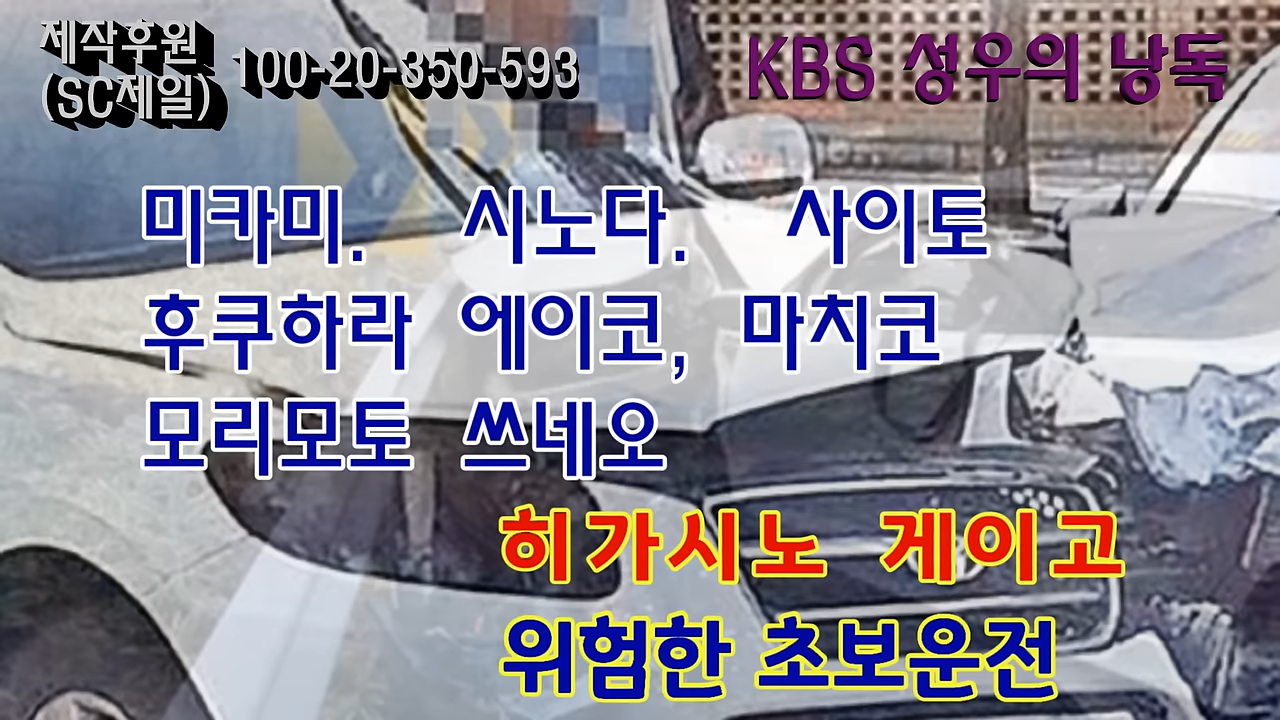 제작후원
(SC제일) 100-20-350-593
KBS 성우의 낭독
미카미. 시노다. 사이토
후쿠하라 에이코, 마치코
모리모토 쓰네오
히가시노 게이고
위험한 초보운전